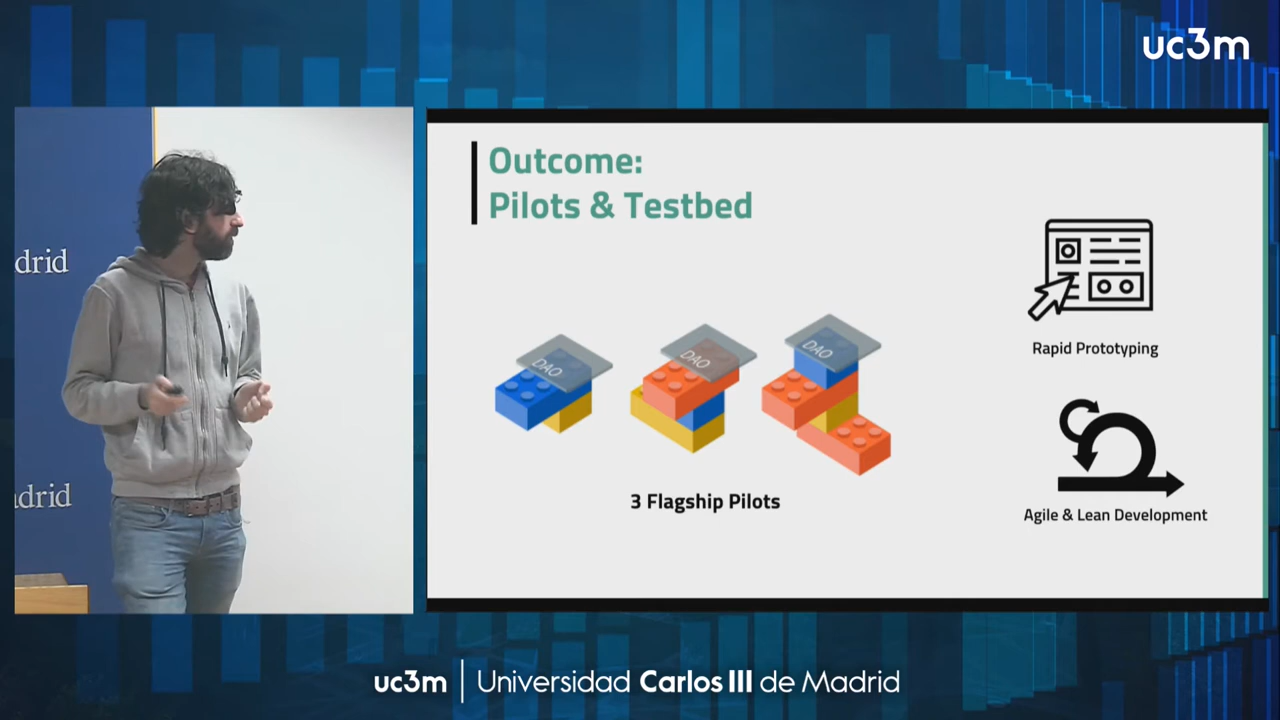 uc3m
drid
drid
Outcome:
Pilots & Testbed
DAO
DAO
DAO
3 Flagship Pilots
Rapid Prototyping
Agile & Lean Development
uc3m | Universidad Carlos III de Madrid